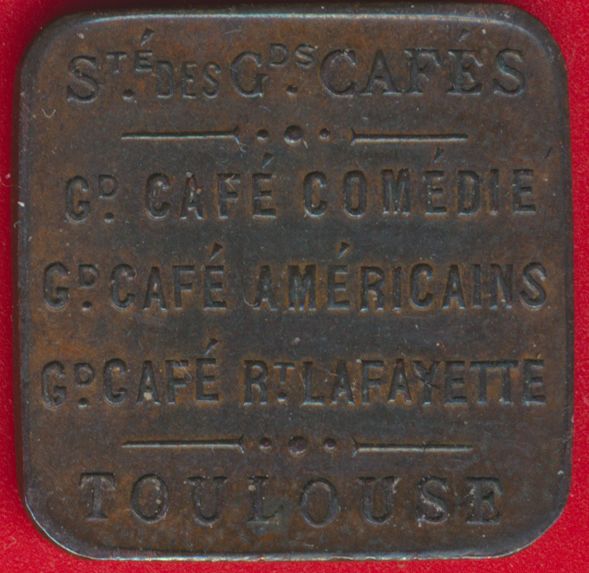 STÉ. DES GDS. CAFÉS
GD. CAFÉ COMÉDIE
GD. CAFÉ AMÉRICAINS
GD. CAFÉ RT. LAFAYETTE
TOULOUSE